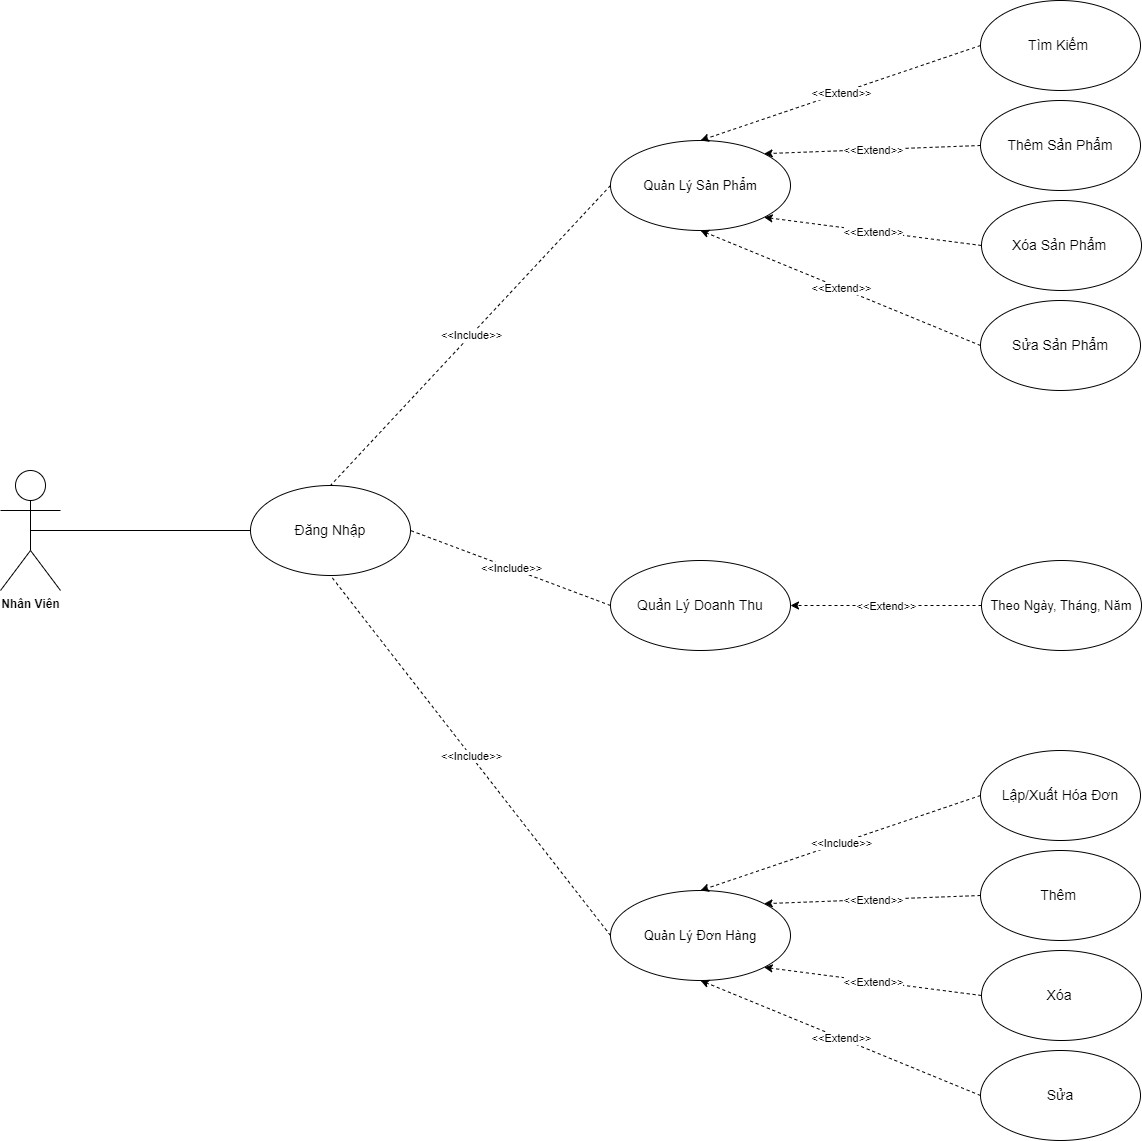 Tìm Kiếm
<<Extend>>
Thêm Sản Phẩm
<<Extend>>
Quản Lý Sản Phẩm
<<Extend>>
Xóa Sản Phẩm
<<Extend>>
Sửa Sản Phẩm
<<Include>>
Đăng Nhập
<<Include>>
Nhân Viên
Quản Lý Doanh Thu
<<Extend>>
Theo Ngày, Tháng, Năm
<<Include>>
Lập/Xuất Hóa Đơn
<<Include>>
Thêm
<<Extend>>
Quản Lý Đơn Hàng
<<Extend>>
Xóa
<<Extend>>
Sửa